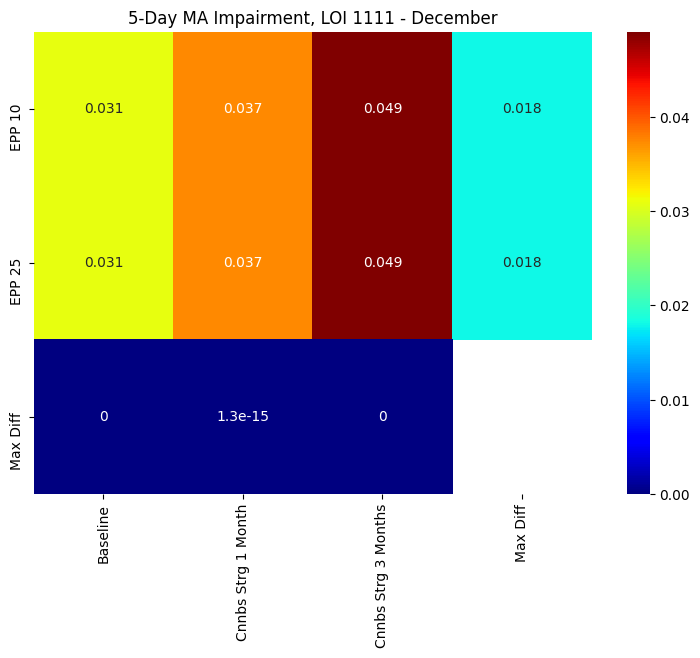 5-Day MA Impairment, LOI 1111 - December
EPP 10
0.031
0.037
0.049
0.018
EPP 25
0.031
0.037
0.049
0.018
Max Diff
0
1.3e-15
0
Baseline
Cnnbs Strg 1 Month
Cnnbs Strg 3 Months
Max Diff
0.04
0.03
0.02
0.01
0.00